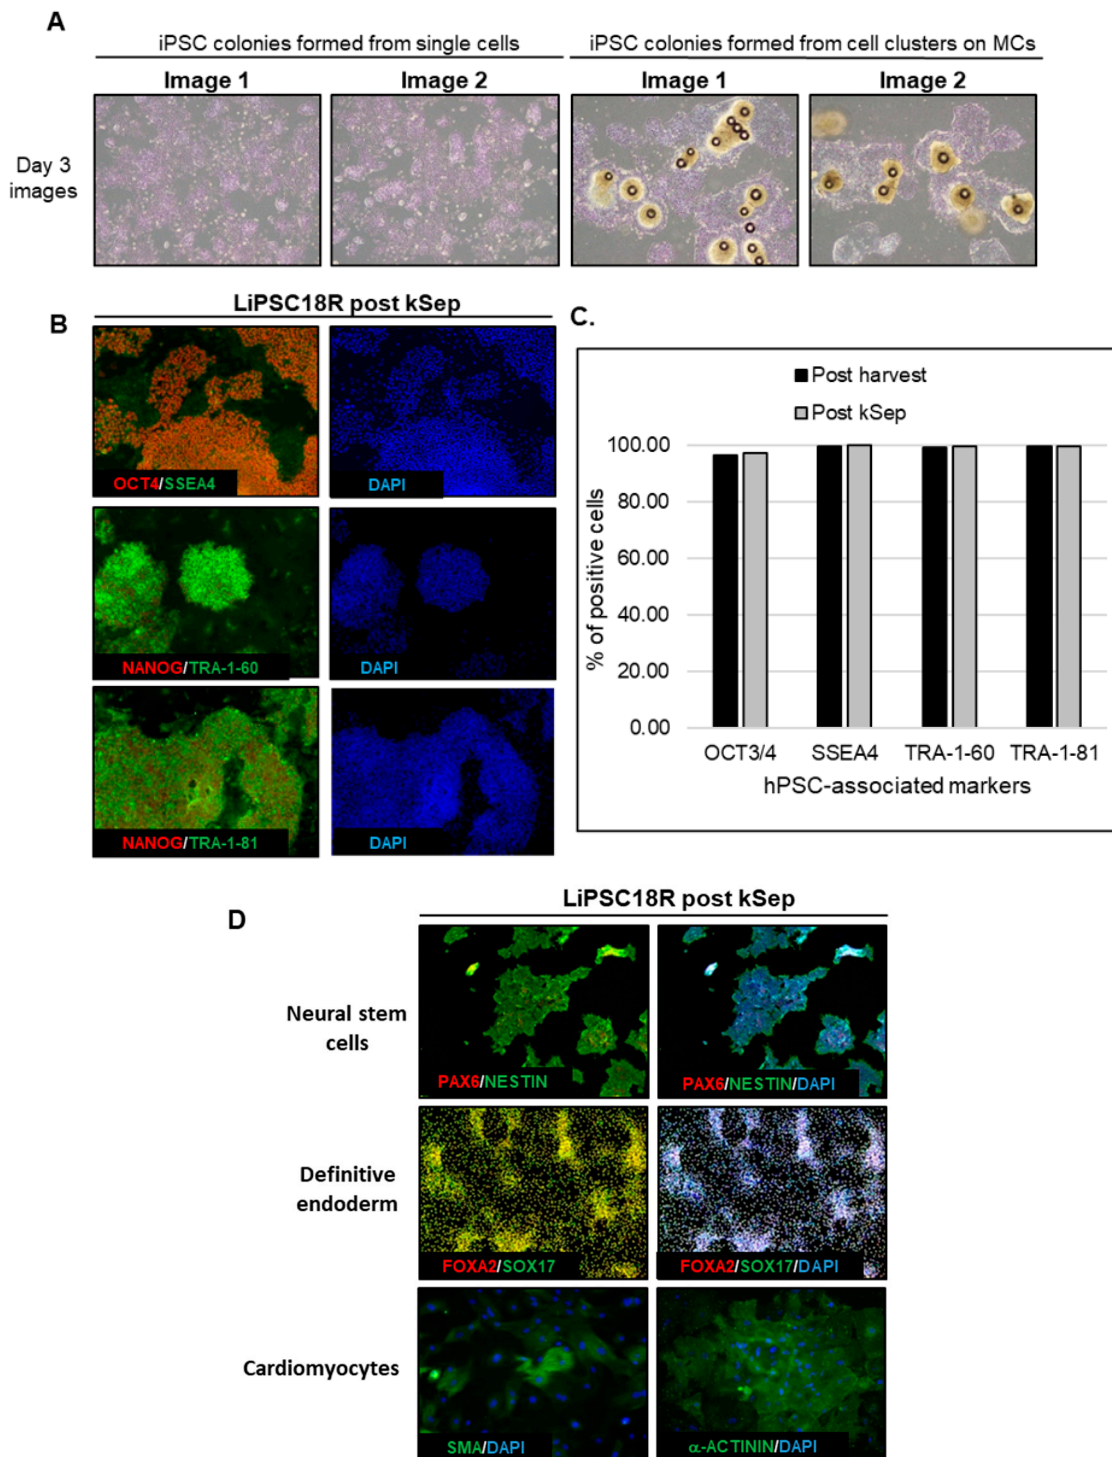 A
iPSC colonies formed from single cells
iPSC colonies formed from cell clusters on MCs
Image 1
Image 2
Image 1
Image 2
Day 3
images
B
LiPSC18R post kSep
OCT4/SSEA4
DAPI
NANOG/TRA-1-60
DAPI
NANOG/TRA-1-81
DAPI
C.
Post harvest
Post kSep
% of positive cells
100.00
80.00
60.00
40.00
20.00
0.00
OCT3/4
SSEA4
TRA-1-60
TRA-1-81
hPSC-associated markers
D
LiPSC18R post kSep
Neural stem
cells
PAX6/NESTIN
PAX6/NESTIN/DAPI
Definitive
endoderm
FOXA2/SOX17
FOXA2/SOX17/DAPI
Cardiomyocytes
SMA/DAPI
α-ACTININ/DAPI